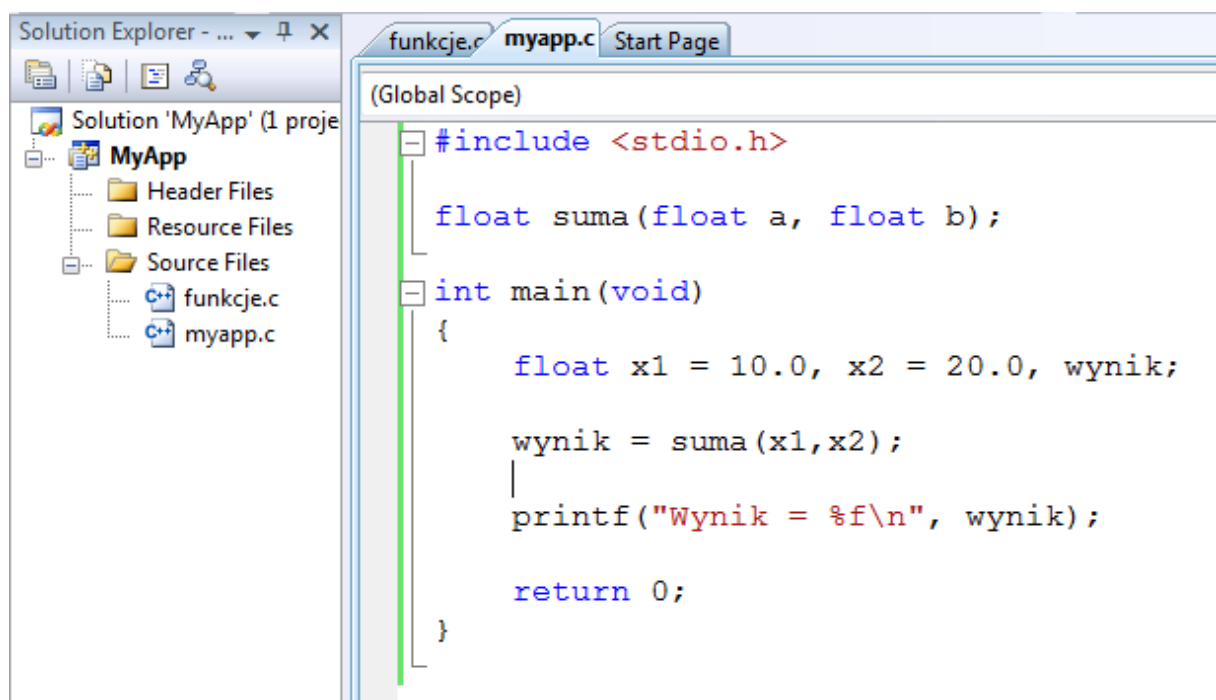 Solution Explorer - ...
Solution 'MyApp' (1 proje
MyApp
Header Files
Resource Files
Source Files
funkcje.c
myapp.c
funkcje.c myapp.c Start Page
(Global Scope)
#include <stdio.h>
float suma(float a, float b);
int main(void)
{
float x1 = 10.0, x2 = 20.0, wynik;
wynik = suma(x1,x2);
printf("Wynik = %f\n", wynik);
return 0;
}